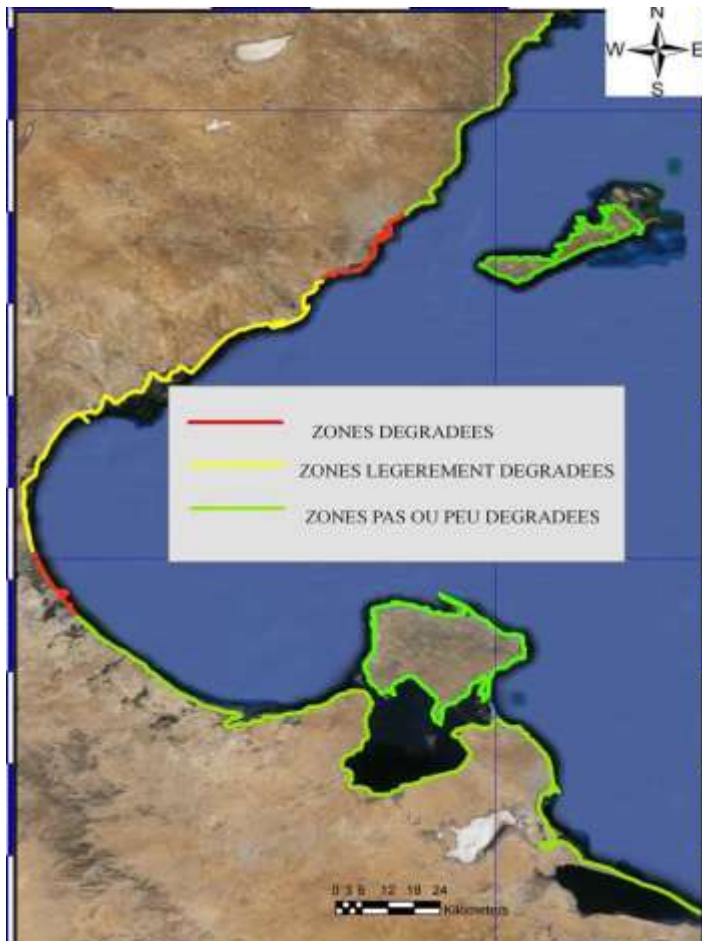 N
W E
S
ZONES DEGRADEES
ZONES LEGEREMENT DEGRADEES
ZONES PAS OU PEU DEGRADEES
0 3 6 12 18 24
Kilometers